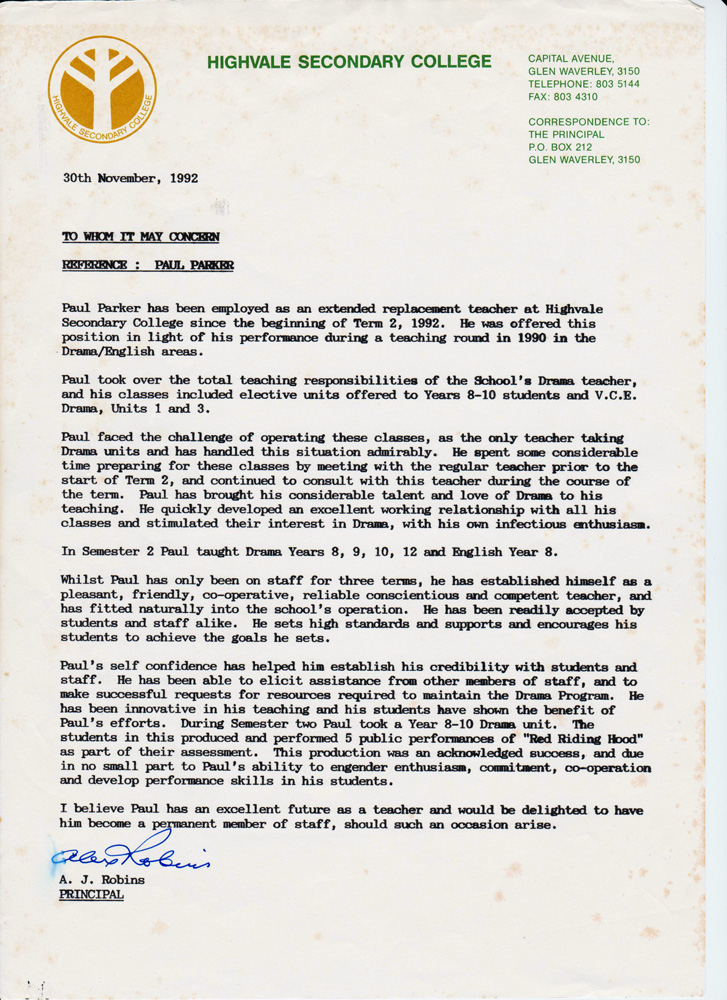 HIGHVALE SECONDARY COLLEGE
HIGHVALE SECONDARY COLLEGE
CAPITAL AVENUE,
GLEN WAVERLEY, 3150
TELEPHONE: 803 5144
FAX: 803 4310
CORRESPONDENCE TO:
THE PRINCIPAL
P.O. BOX 212
GLEN WAVERLEY, 3150
30th November, 1992
TO WHOM IT MAY CONCERN
REFERENCE : PAUL PARKER
Paul Parker has been employed as an extended replacement teacher at Highvale
Secondary College since the beginning of Term 2, 1992. He was offered this
position in light of his performance during a teaching round in 1990 in the
Drama/English areas.
Paul took over the total teaching responsibilities of the School's Drama teacher,
and his classes included elective units offered to Years 8-10 students and V.C.E.
Drama, Units 1 and 3.
Paul faced the challenge of operating these classes, as the only teacher taking
Drama units and has handled this situation admirably. He spent some considerable
time preparing for these classes by meeting with the regular teacher prior to the
start of Term 2, and continued to consult with this teacher during the course of
the term. Paul has brought his considerable talent and love of Drama to his
teaching. He quickly developed an excellent working relationship with all his
classes and stimulated their interest in Drama, with his own infectious enthusiasm.
In Semester 2 Paul taught Drama Years 8, 9, 10, 12 and English Year 8.
Whilst Paul has only been on staff for three terms, he has established himself as a
pleasant, friendly, co-operative, reliable conscientious and competent teacher, and
has fitted naturally into the school's operation. He has been readily accepted by
students and staff alike. He sets high standards and supports and encourages his
students to achieve the goals he sets.
Paul's self confidence has helped him establish his credibility with students and
staff. He has been able to elicit assistance from other members of staff, and to
make successful requests for resources required to maintain the Drama Program. He
has been innovative in his teaching and his students have shown the benefit of
Paul's efforts. During Semester two Paul took a Year 8-10 Drama unit. The
students in this produced and performed 5 public performances of "Red Riding Hood"
as part of their assessment. This production was an acknowledged success, and due
in no small part to Paul's ability to engender enthusiasm, commitment, co-operation
and develop performance skills in his students.
I believe Paul has an excellent future as a teacher and would be delighted to have
him become a permanent member of staff, should such an occasion arise.
Alex Robins
A. J. Robins
PRINCIPAL